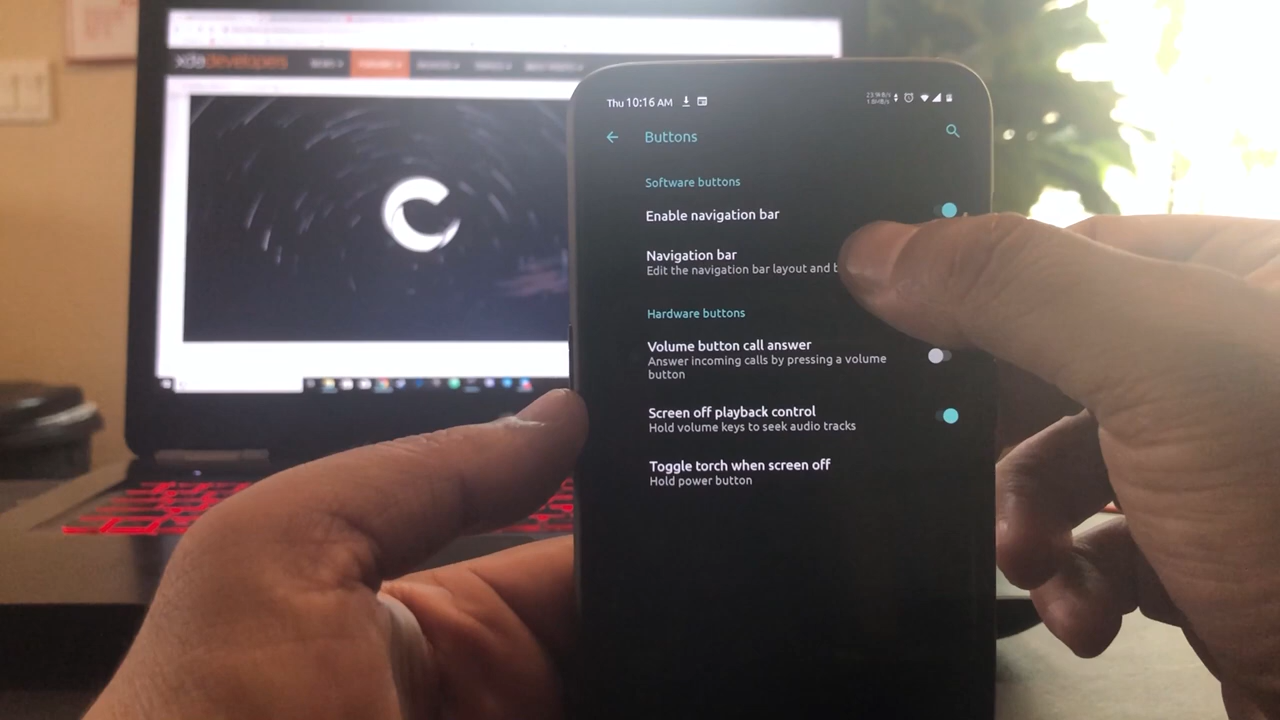 xda developers
Thu 10:16 AM
Buttons
Software buttons
Enable navigation bar
Navigation bar
Edit the navigation bar layout and
Hardware buttons
Volume button call answer
Answer incoming calls by pressing a volume
button
Screen off playback control
Hold volume keys to seek audio tracks
Toggle torch when screen off
Hold power button